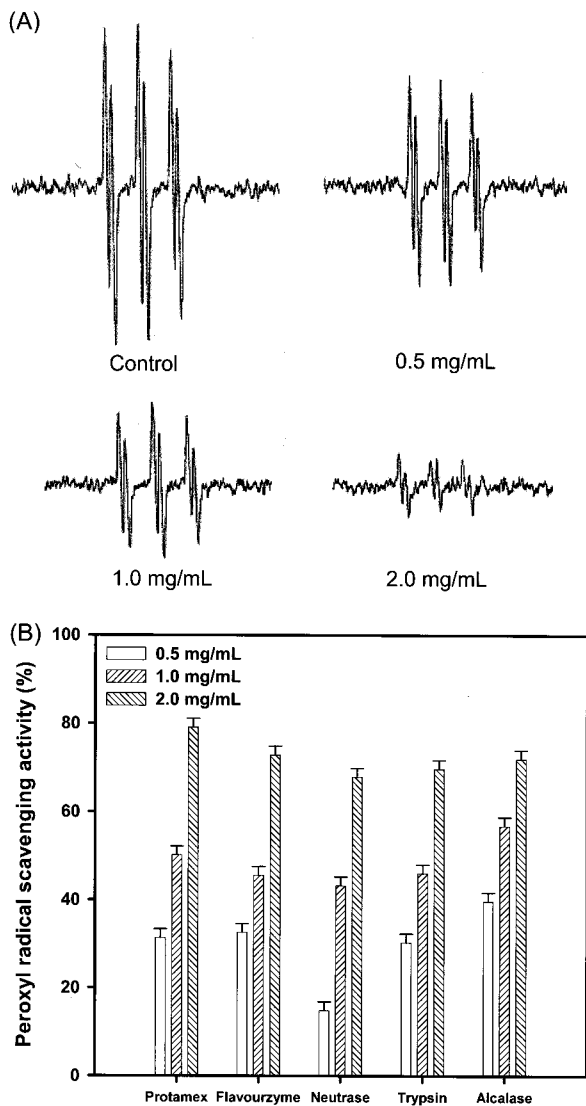 (A)
Control
0.5 mg/mL
1.0 mg/mL
2.0 mg/mL
(B)
100
80
60
40
20
0
Peroxyl radical scavenging activity (%)
0.5 mg/mL
1.0 mg/mL
2.0 mg/mL
Protamex Flavourzyme Neutrase Trypsin Alcalase